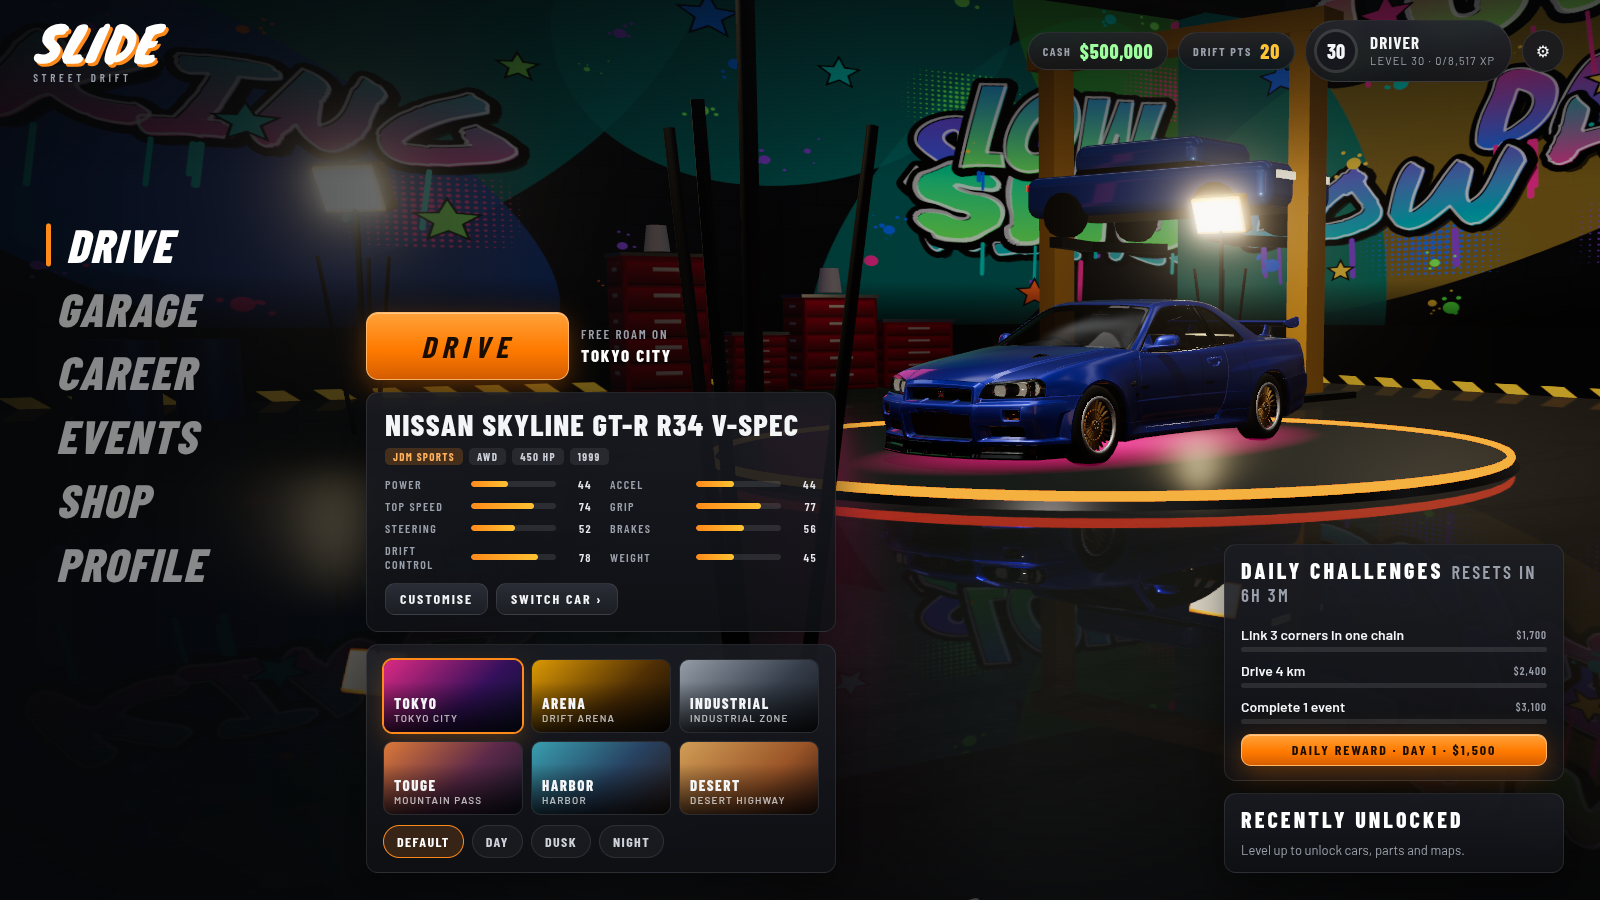 SLIDE
STREET DRIFT
CASH $500,000
DRIFT PTS 20
30
DRIVER
LEVEL 30 · 0/8,517 XP
LOW
DRIVE
GARAGE
CAREER
EVENTS
SHOP
PROFILE
DRIVE
FREE ROAM ON
TOKYO CITY
NISSAN SKYLINE GT-R R34 V-SPEC
JDM SPORTS AWD 450 HP 1999
POWER 44 ACCEL 44
TOP SPEED 74 GRIP 77
STEERING 52 BRAKES 56
DRIFT CONTROL 78 WEIGHT 45
CUSTOMISE SWITCH CAR ›
TOKYO
TOKYO CITY
ARENA
DRIFT ARENA
INDUSTRIAL
INDUSTRIAL ZONE
TOUGE
MOUNTAIN PASS
HARBOR
HARBOR
DESERT
DESERT HIGHWAY
DEFAULT DAY DUSK NIGHT
DAILY CHALLENGES RESETS IN
6H 3M
Link 3 corners in one chain $1,700
Drive 4 km $2,400
Complete 1 event $3,100
DAILY REWARD · DAY 1 · $1,500
RECENTLY UNLOCKED
Level up to unlock cars, parts and maps.